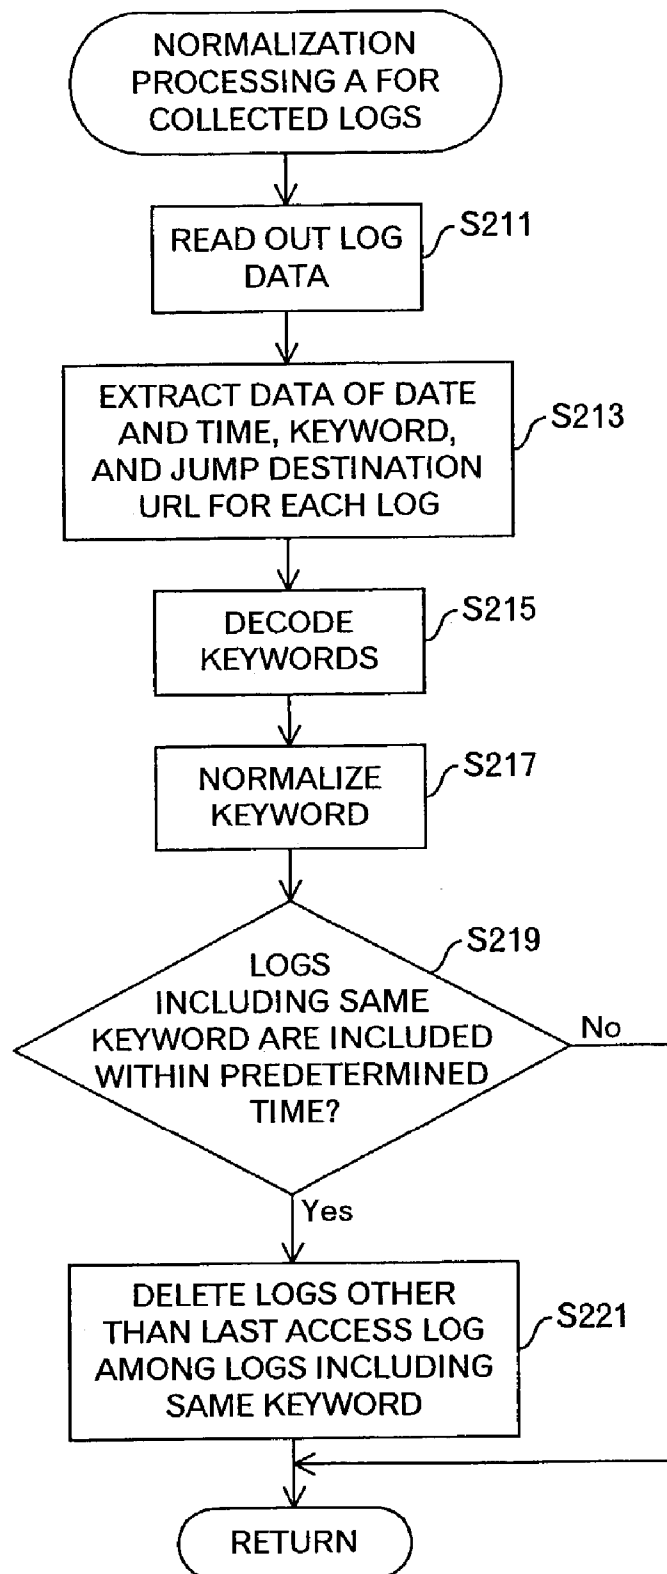 NORMALIZATION
PROCESSING A FOR
COLLECTED LOGS
READ OUT LOG
DATA
S211
EXTRACT DATA OF DATE
AND TIME, KEYWORD,
AND JUMP DESTINATION
URL FOR EACH LOG
S213
DECODE
KEYWORDS
S215
NORMALIZE
KEYWORD
S217
LOGS
INCLUDING SAME
KEYWORD ARE INCLUDED
WITHIN PREDETERMINED
TIME?
S219
No
Yes
DELETE LOGS OTHER
THAN LAST ACCESS LOG
AMONG LOGS INCLUDING
SAME KEYWORD
S221
RETURN